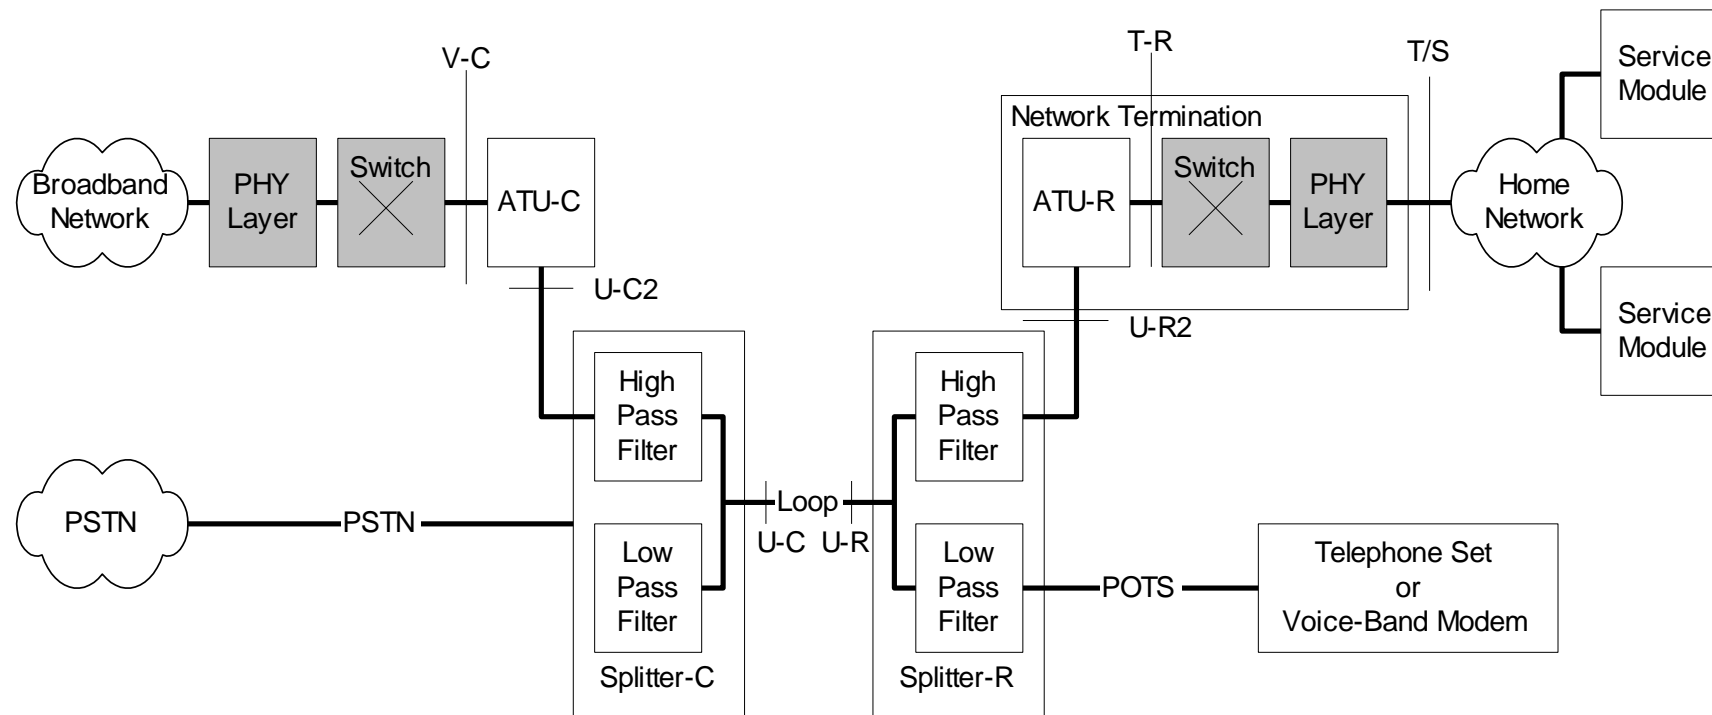 V-C
T-R
T/S
Service
Module
Network Termination
Broadband
Network
PHY
Layer
Switch
ATU-C
ATU-R
Switch
PHY
Layer
Home
Network
U-C2
U-R2
Service
Module
High
Pass
Filter
High
Pass
Filter
PSTN
PSTN
Loop
U-C
U-R
Low
Pass
Filter
Low
Pass
Filter
POTS
Telephone Set
or
Voice-Band Modem
Splitter-C
Splitter-R